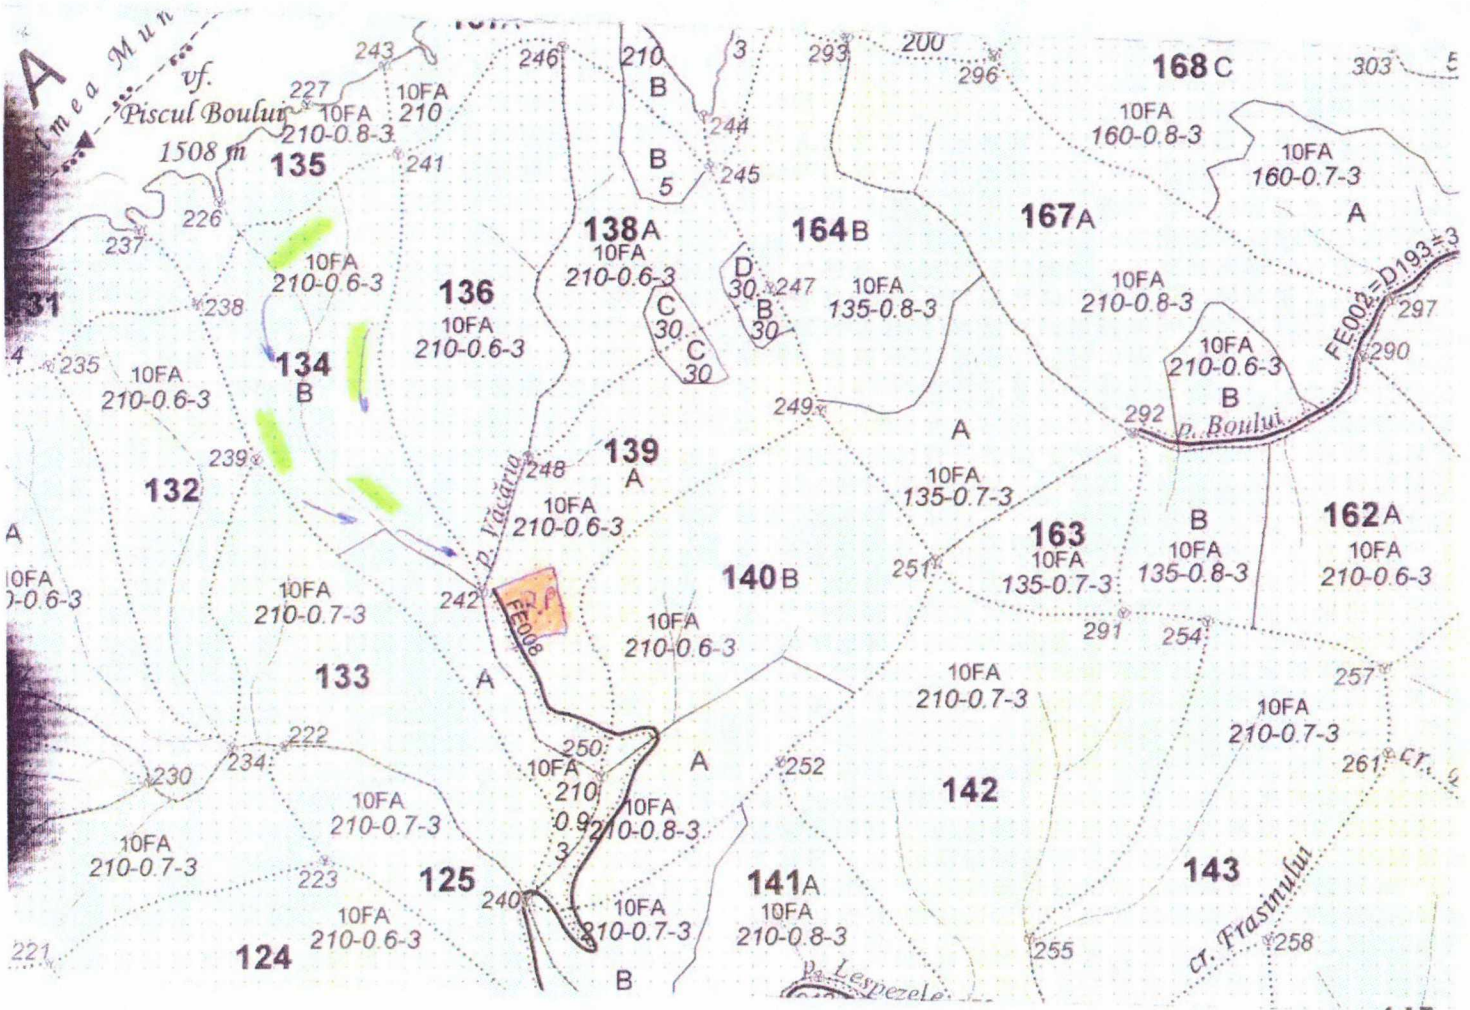 A
lmea Mun
vf.
Piscul Boului
1508 m
243
227
10FA
210-0.8-3
10FA
210
135
241
226
237
246
210
B
3
B
5
244
245
293
200
296
168 C
303
5
10FA
160-0.8-3
10FA
160-0.7-3
A
31
238
10FA
210-0.6-3
136
10FA
210-0.6-3
138 A
10FA
210-0.6-3
C
30
C
30
D
30
B
30
247
164 B
10FA
135-0.8-3
167 A
10FA
210-0.8-3
FE002=D193÷3
297
290
10FA
210-0.6-3
B
p. Boului
292
4
235
10FA
210-0.6-3
134
B
249
239
132
248
139
A
10FA
210-0.6-3
p. Văcăria
A
10FA
135-0.7-3
163
10FA
135-0.7-3
B
10FA
135-0.8-3
162 A
10FA
210-0.6-3
A
10FA
0-0.6-3
10FA
210-0.7-3
242
FE008
140 B
10FA
210-0.6-3
251
291
254
257
133
A
10FA
210-0.7-3
10FA
210-0.7-3
261
230
234
222
250
10FA
210
0.9
3
A
10FA
210-0.8-3
252
142
10FA
210-0.7-3
10FA
210-0.7-3
223
125
240
141 A
10FA
210-0.8-3
143
cr. Frasinului
221
124
10FA
210-0.6-3
10FA
210-0.7-3
B
255
258